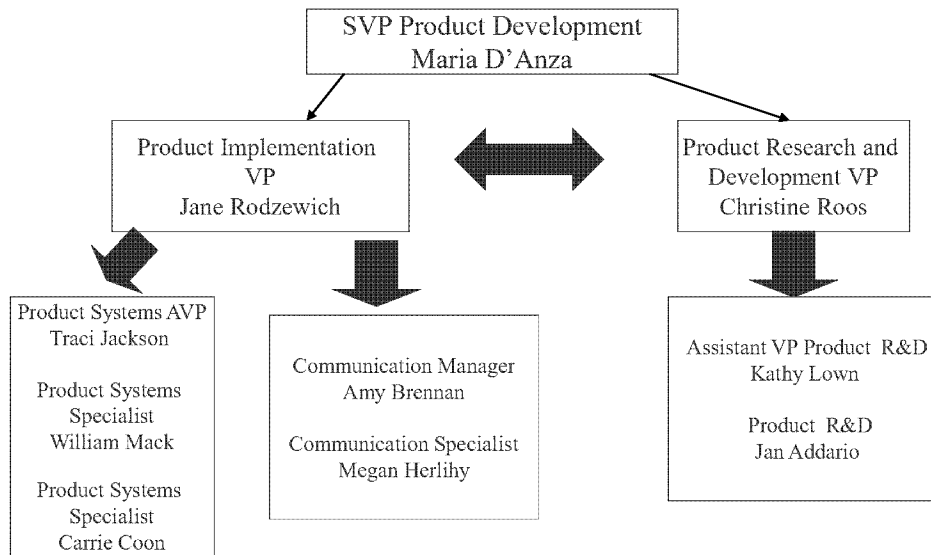 SVP Product Development
Maria D’Anza
Product Implementation
VP
Jane Rodzewich
Product Research and
Development VP
Christine Roos
Product Systems AVP
Traci Jackson
Product Systems
Specialist
William Mack
Product Systems
Specialist
Carrie Coon
Communication Manager
Amy Brennan
Communication Specialist
Megan Herlihy
Assistant VP Product R&D
Kathy Lown
Product R&D
Jan Addario